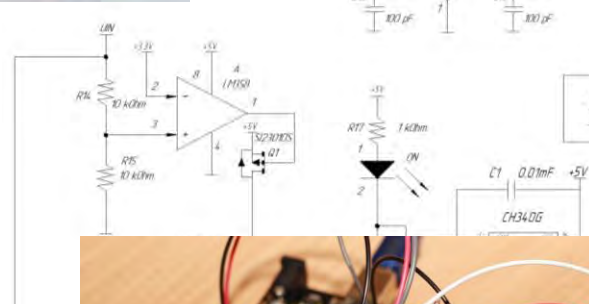 100 pF
1
100 pF
UIN
+3.3V
+5V
8
A
LM358
2
1
R14
10 kOhm
3
+5V
SI2301DS
Q1
4
R15
10 kOhm
+5V
R17
1 kOhm
1
ON
2
C1
0.01mF
+5V
CH340G